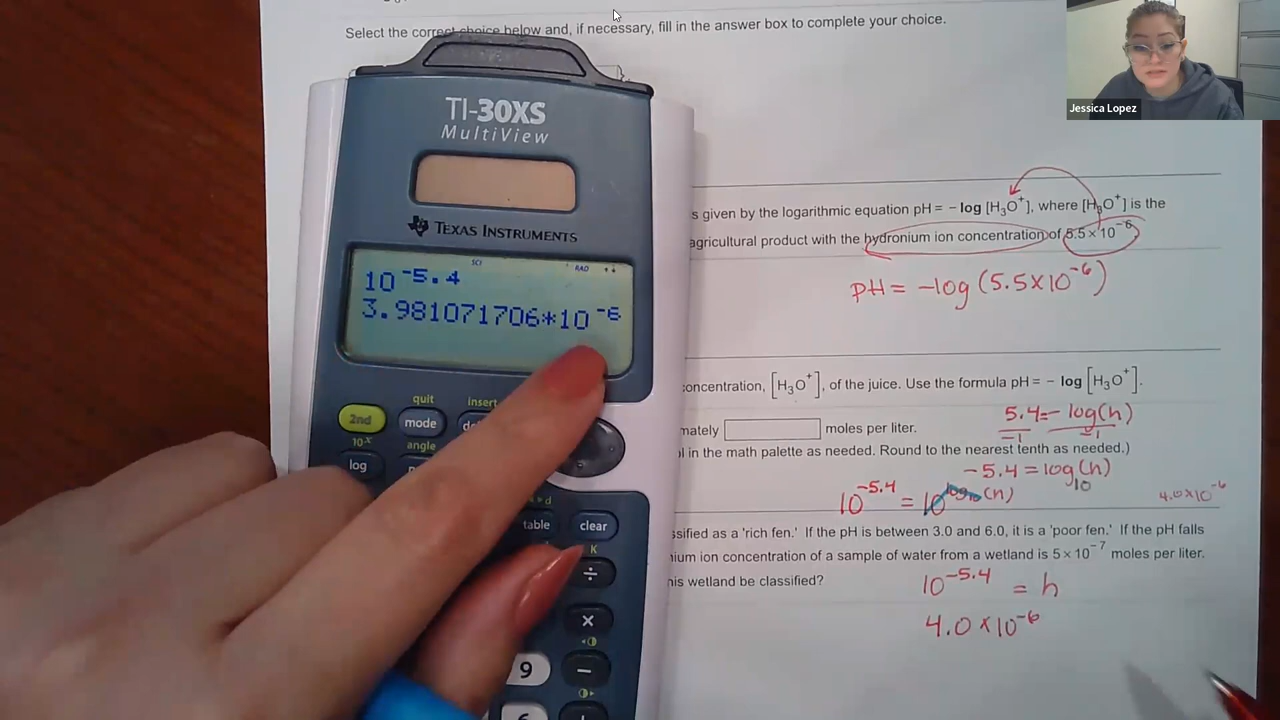 Select the correct choice below and, if necessary, fill in the answer box to complete your choice.
Jessica Lopez
TI-30XS
MultiView
TEXAS INSTRUMENTS
SCI RAD
10^-5.4
3.981071706*10^-6
quit insert
2nd mode
10^x angle
log
table clear
K
÷
×
9 −
6 +
s given by the logarithmic equation pH = − log [H₃O⁺], where [H₃O⁺] is the
agricultural product with the hydronium ion concentration of 5.5 × 10⁻⁶
pH = -log (5.5x10⁻⁶)
concentration, [H₃O⁺], of the juice. Use the formula pH = − log [H₃O⁺].
5.4 = - log(h)
-1 -1
mately moles per liter.
l in the math palette as needed. Round to the nearest tenth as needed.)
-5.4 = log₁₀(h)
10^-5.4 = 10^log₁₀(h)
4.0x10⁻⁶
ssified as a 'rich fen.' If the pH is between 3.0 and 6.0, it is a 'poor fen.' If the pH falls
ium ion concentration of a sample of water from a wetland is 5 × 10⁻⁷ moles per liter.
his wetland be classified?
10^-5.4 = h
4.0 x 10⁻⁶